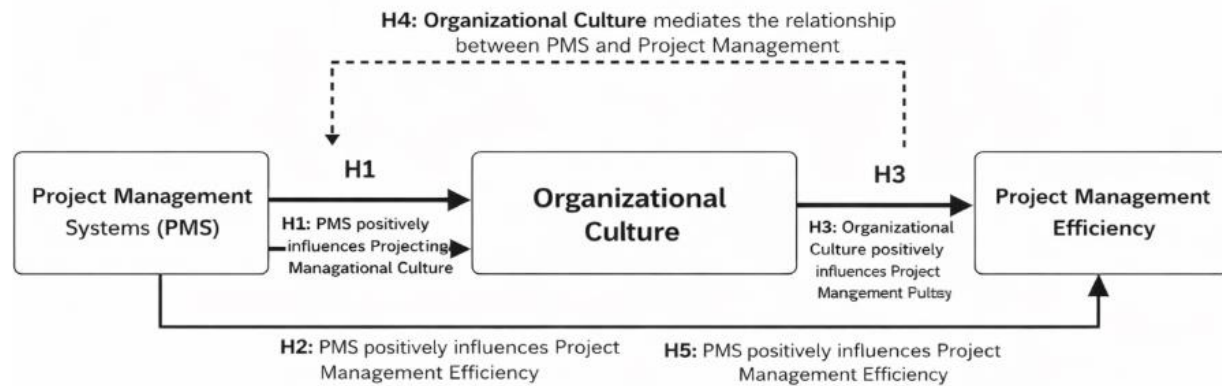 H4: Organizational Culture mediates the relationship
between PMS and Project Management
Project Management
Systems (PMS)
H1
H1: PMS positively
influences Projecting
Managational Culture
Organizational
Culture
H3
H3: Organizational
Culture positively
influences Project
Mangement Pultsy
Project Management
Efficiency
H2: PMS positively influences Project
Management Efficiency
H5: PMS positively influences Project
Management Efficiency